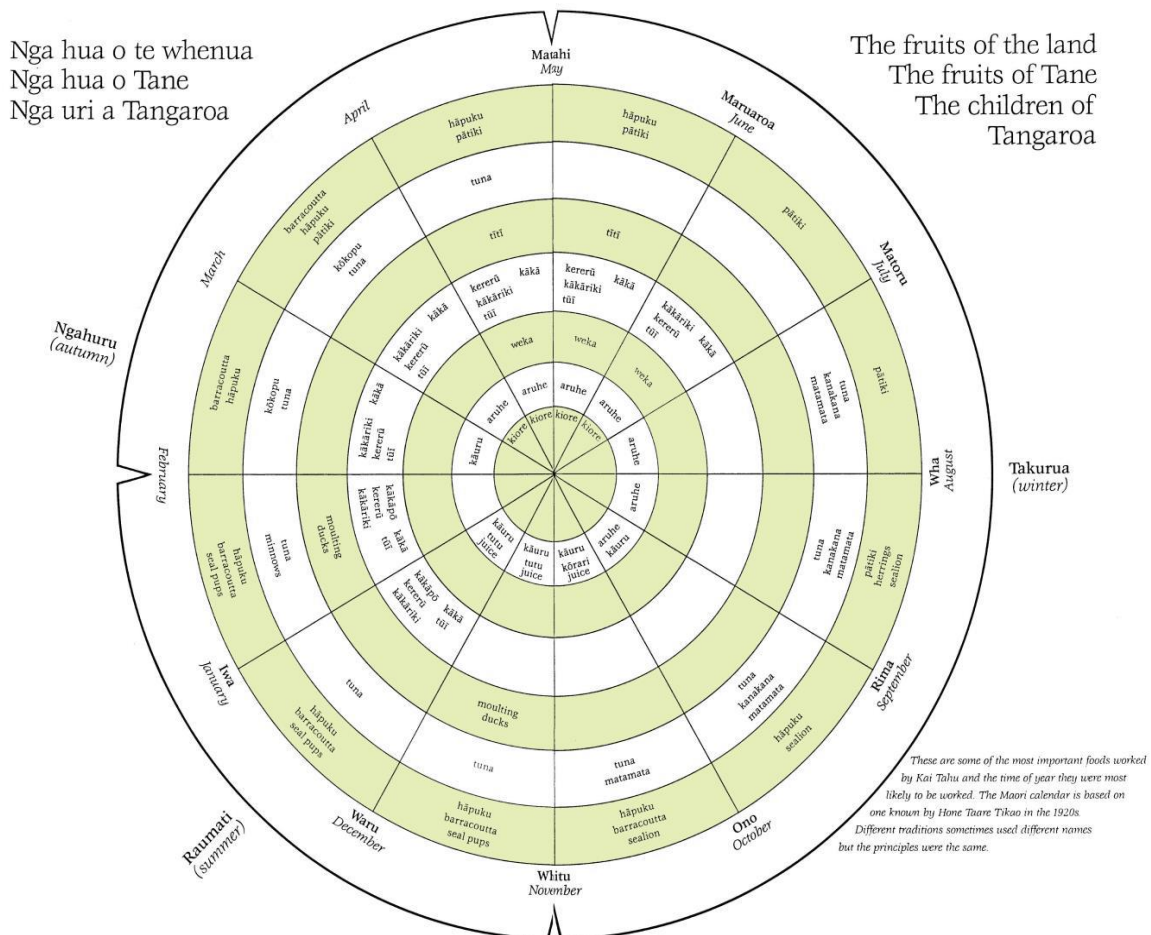 Nga hua o te whenua
Nga hua o Tane
Nga uri a Tangaroa
The fruits of the land
The fruits of Tane
The children of
Tangaroa
Matahi
May
Maruaroa
June
Matoru
July
Wha
August
Takurua
(winter)
Rima
September
Ono
October
Whitu
November
Waru
December
Raumati
(summer)
Iwa
January
February
Ngahuru
(autumn)
March
April
hāpuku
pātiki
pātiki
pātiki
pātiki
herrings
sealion
hāpuku
sealion
hāpuku
barracoutta
sealion
hāpuku
barracoutta
seal pups
hāpuku
barracoutta
seal pups
hāpuku
barracoutta
seal pups
barracoutta
hāpuku
barracoutta
hāpuku
pātiki
hāpuku
pātiki
tuna
kanakana
matamata
tuna
kanakana
matamata
tuna
kanakana
matamata
tuna
matamata
tuna
tuna
tuna
minnows
kōkopu
tuna
kōkopu
tuna
tuna
tītī
moulting
ducks
moulting
ducks
tītī
kererū kākā
kākāriki
tūī
kākāriki kākā
kererū
tūī
kākāpō kākā
kererū
kākāriki tūī
kākāpō kākā
kererū
kākāriki tūī
kākāriki kākā
kererū
tūī
kākāriki kākā
kererū
tūī
kererū kākā
kākāriki
tūī
weka
weka
weka
aruhe
aruhe
aruhe
aruhe
aruhe
kāuru
kāuru
kōrari
juice
kāuru
tutu
juice
kāuru
tutu
juice
kāuru
aruhe
aruhe
kiore
kiore
kiore
kiore
These are some of the most important foods worked
by Kai Tahu and the time of year they were most
likely to be worked. The Maori calendar is based on
one known by Hone Taare Tikao in the 1920s.
Different traditions sometimes used different names
but the principles were the same.